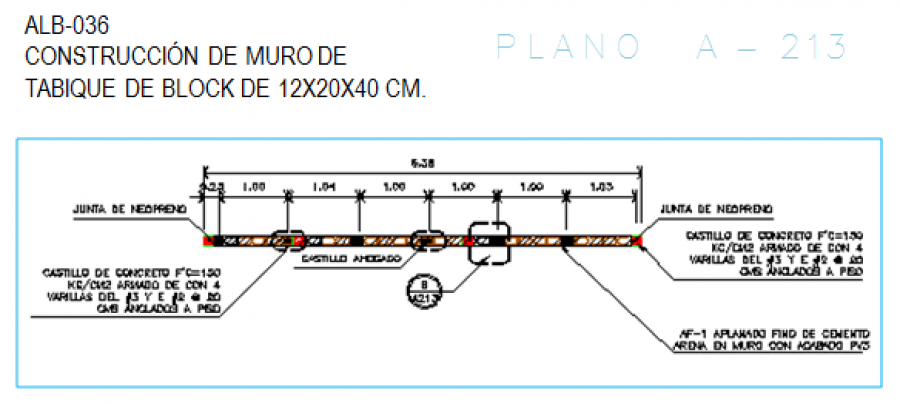 ALB-036
CONSTRUCCIÓN DE MURO DE
TABIQUE DE BLOCK DE 12X20X40 CM.
PLANO A - 213
6.38
1.00 1.04 1.00 1.00 1.00 1.03
JUNTA DE NEOPRENO
JUNTA DE NEOPRENO
CASTILLO DE CONCRETO F'C=150
KG/CM2 ARMADO DE CON 4
VARILLAS DEL #3 Y E #2 @ 20
CMS ANCLADOS A PISO
CASTILLO AHOGADO
CASTILLO DE CONCRETO F'C=150
KG/CM2 ARMADO DE CON 4
VARILLAS DEL #3 Y E #2 @ 20
CMS ANCLADOS A PISO
B
A213
AF-1 APLANADO FINO DE CEMENTO
ARENA EN MURO CON ACABADO